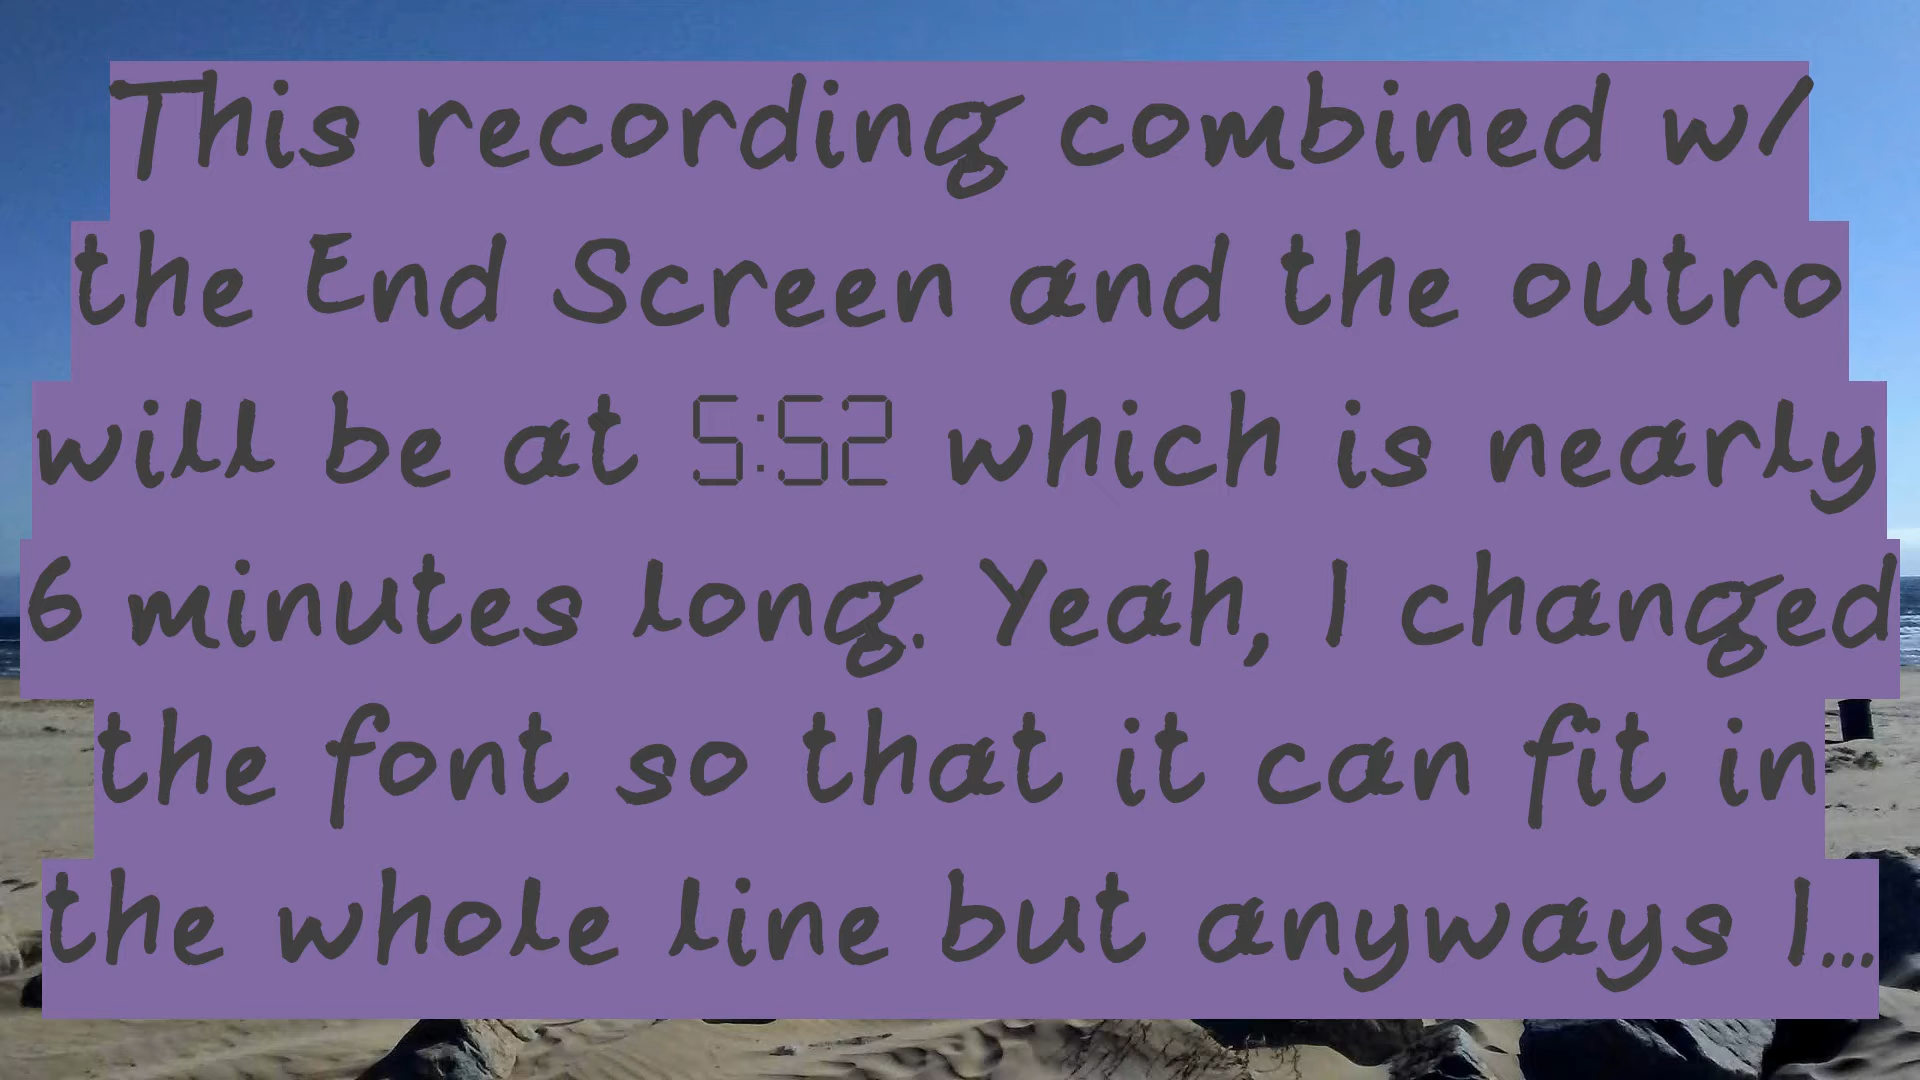 This recording combined w/
the End Screen and the outro
will be at 5:52 which is nearly
6 minutes long. Yeah, I changed
the font so that it can fit in
the whole line but anyways I...